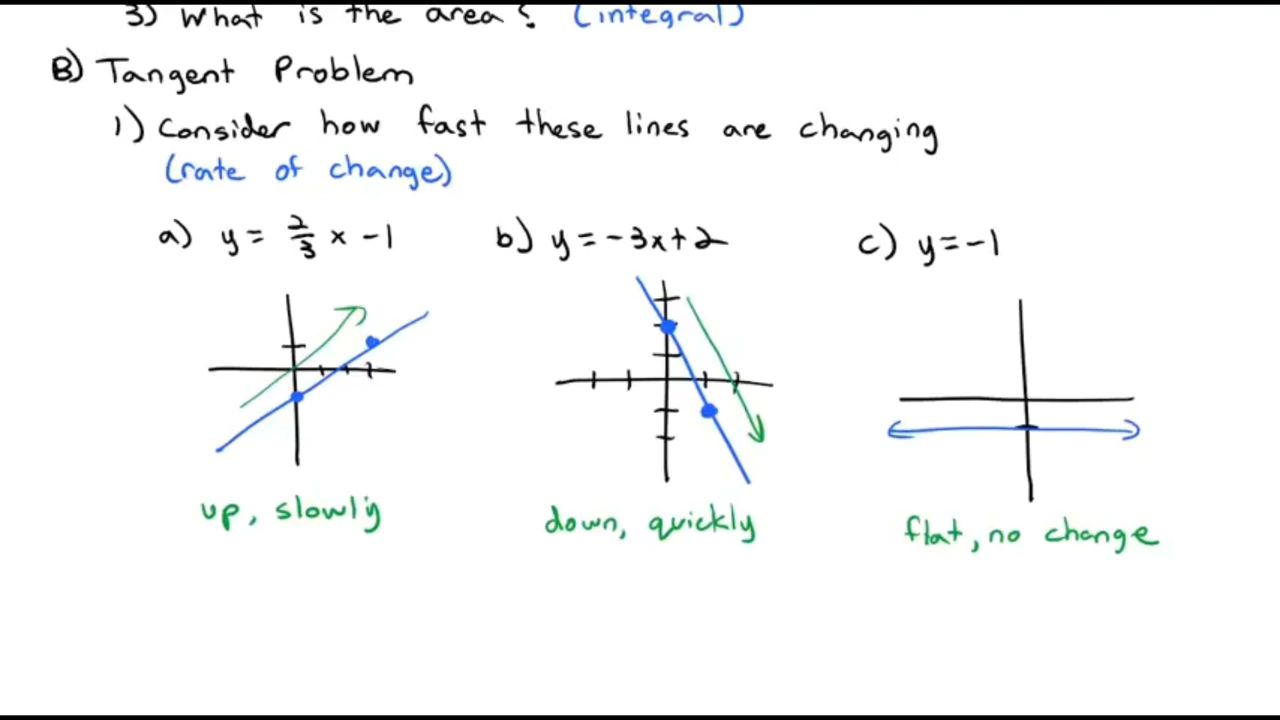 3) What is the area? (integral)
B) Tangent Problem
1) Consider how fast these lines are changing
(rate of change)
a) y = 2/3 x - 1 b) y = -3x + 2 c) y = -1
up, slowly down, quickly flat, no change